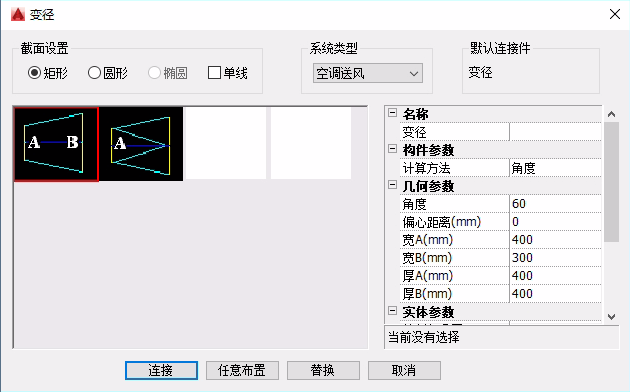 变径
截面设置
矩形 圆形 椭圆 单线
系统类型
空调送风
默认连接件
变径
A B
A
名称
变径
构件参数
计算方法 角度
几何参数
角度 60
偏心距离(mm) 0
宽A(mm) 400
宽B(mm) 300
厚A(mm) 400
厚B(mm) 400
实体参数
当前没有选择
连接 任意布置 替换 取消